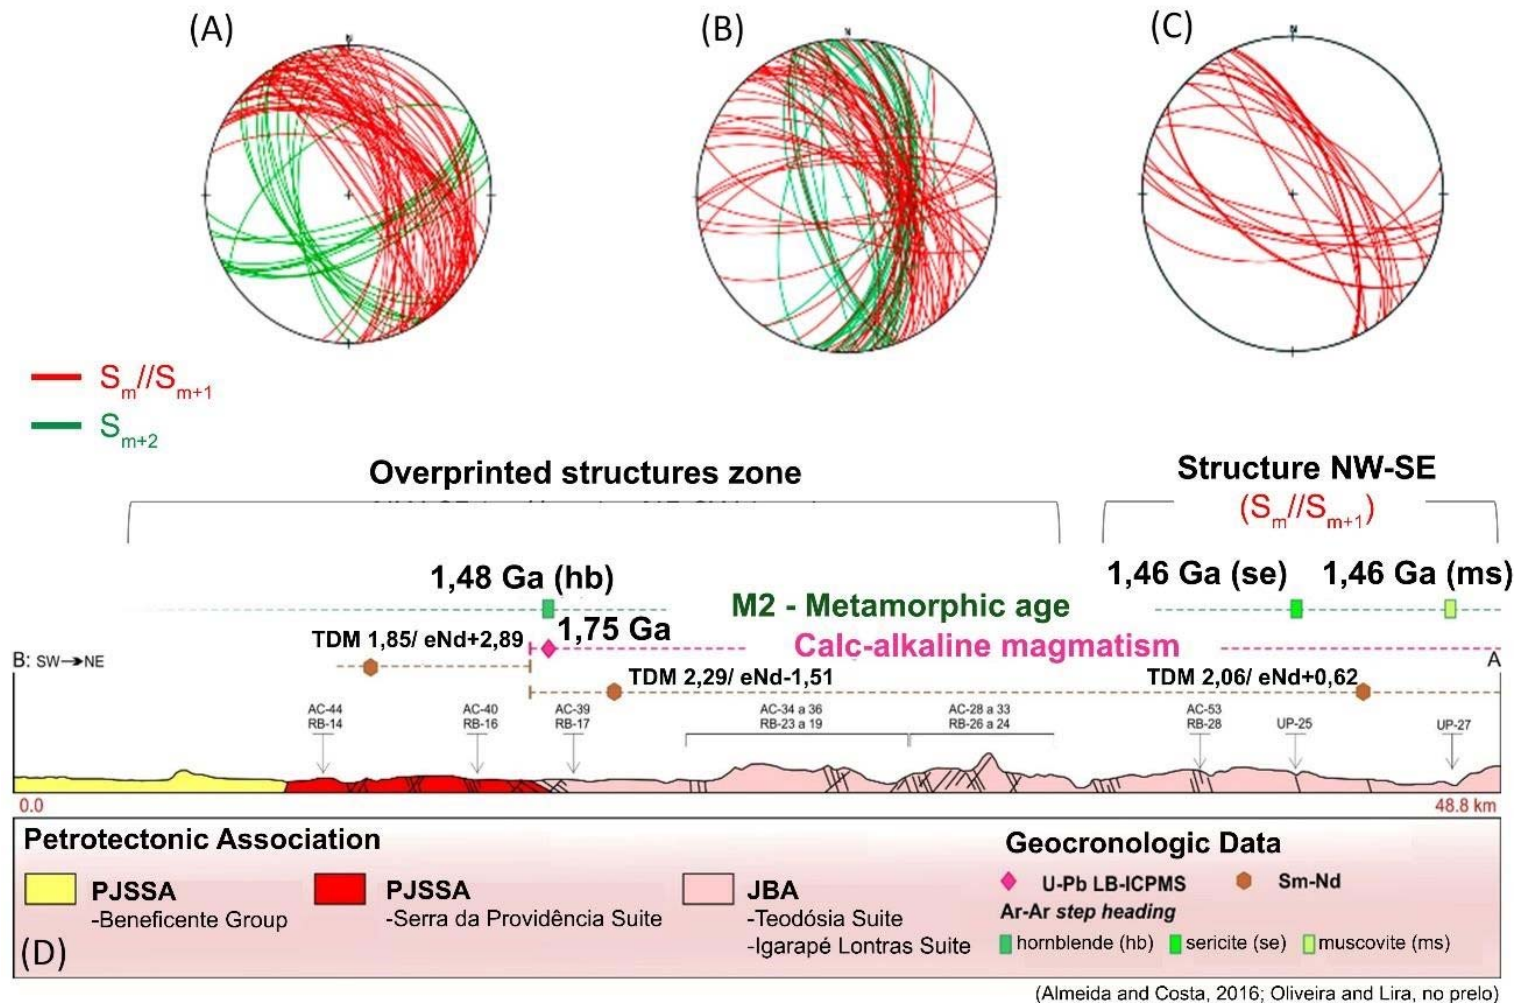 (A)
(B)
(C)
N
N
N
Sm//Sm+1
Sm+2
Overprinted structures zone
Structure NW-SE
(Sm//Sm+1)
1,48 Ga (hb)
1,46 Ga (se)
1,46 Ga (ms)
M2 - Metamorphic age
TDM 1,85/ eNd+2,89
1,75 Ga
Calc-alkaline magmatism
B: SW→NE
A
TDM 2,29/ eNd-1,51
TDM 2,06/ eNd+0,62
AC-44
RB-14
AC-40
RB-16
AC-39
RB-17
AC-34 a 36
RB-23 a 19
AC-28 a 33
RB-26 a 24
AC-53
RB-28
UP-25
UP-27
0.0
48.8 km
Petrotectonic Association
PJSSA
-Beneficente Group
PJSSA
-Serra da Providência Suite
JBA
-Teodósia Suite
-Igarapé Lontras Suite
Geocronologic Data
U-Pb LB-ICPMS
Sm-Nd
Ar-Ar step heading
hornblende (hb)
sericite (se)
muscovite (ms)
(D)
(Almeida and Costa, 2016; Oliveira and Lira, no prelo)